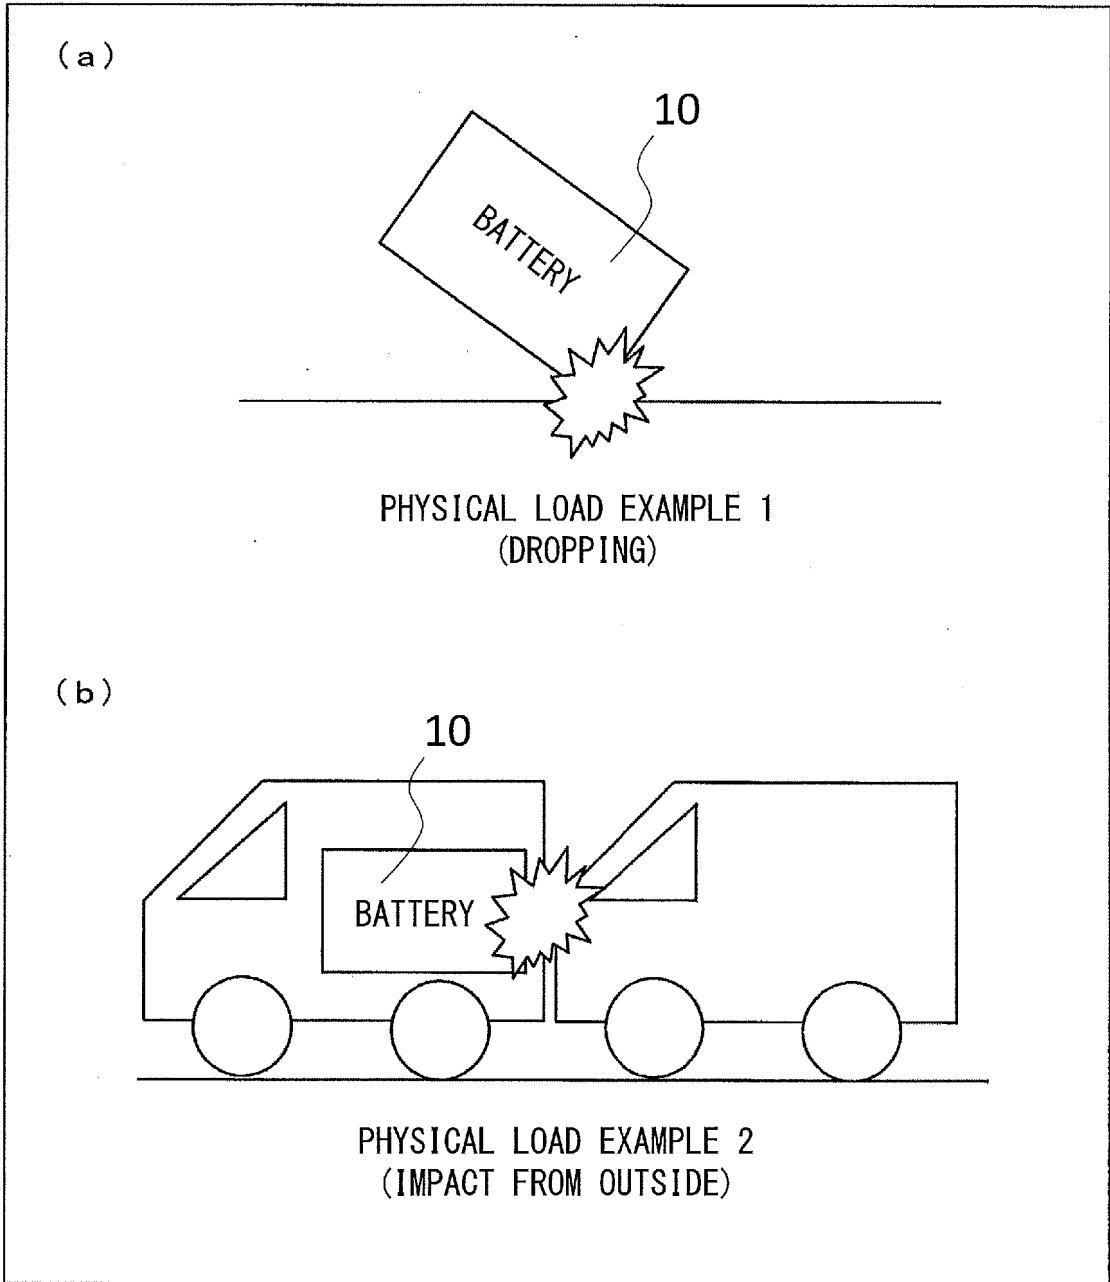 (a)
10
BATTERY
PHYSICAL LOAD EXAMPLE 1
(DROPPING)
(b)
10
BATTERY
PHYSICAL LOAD EXAMPLE 2
(IMPACT FROM OUTSIDE)